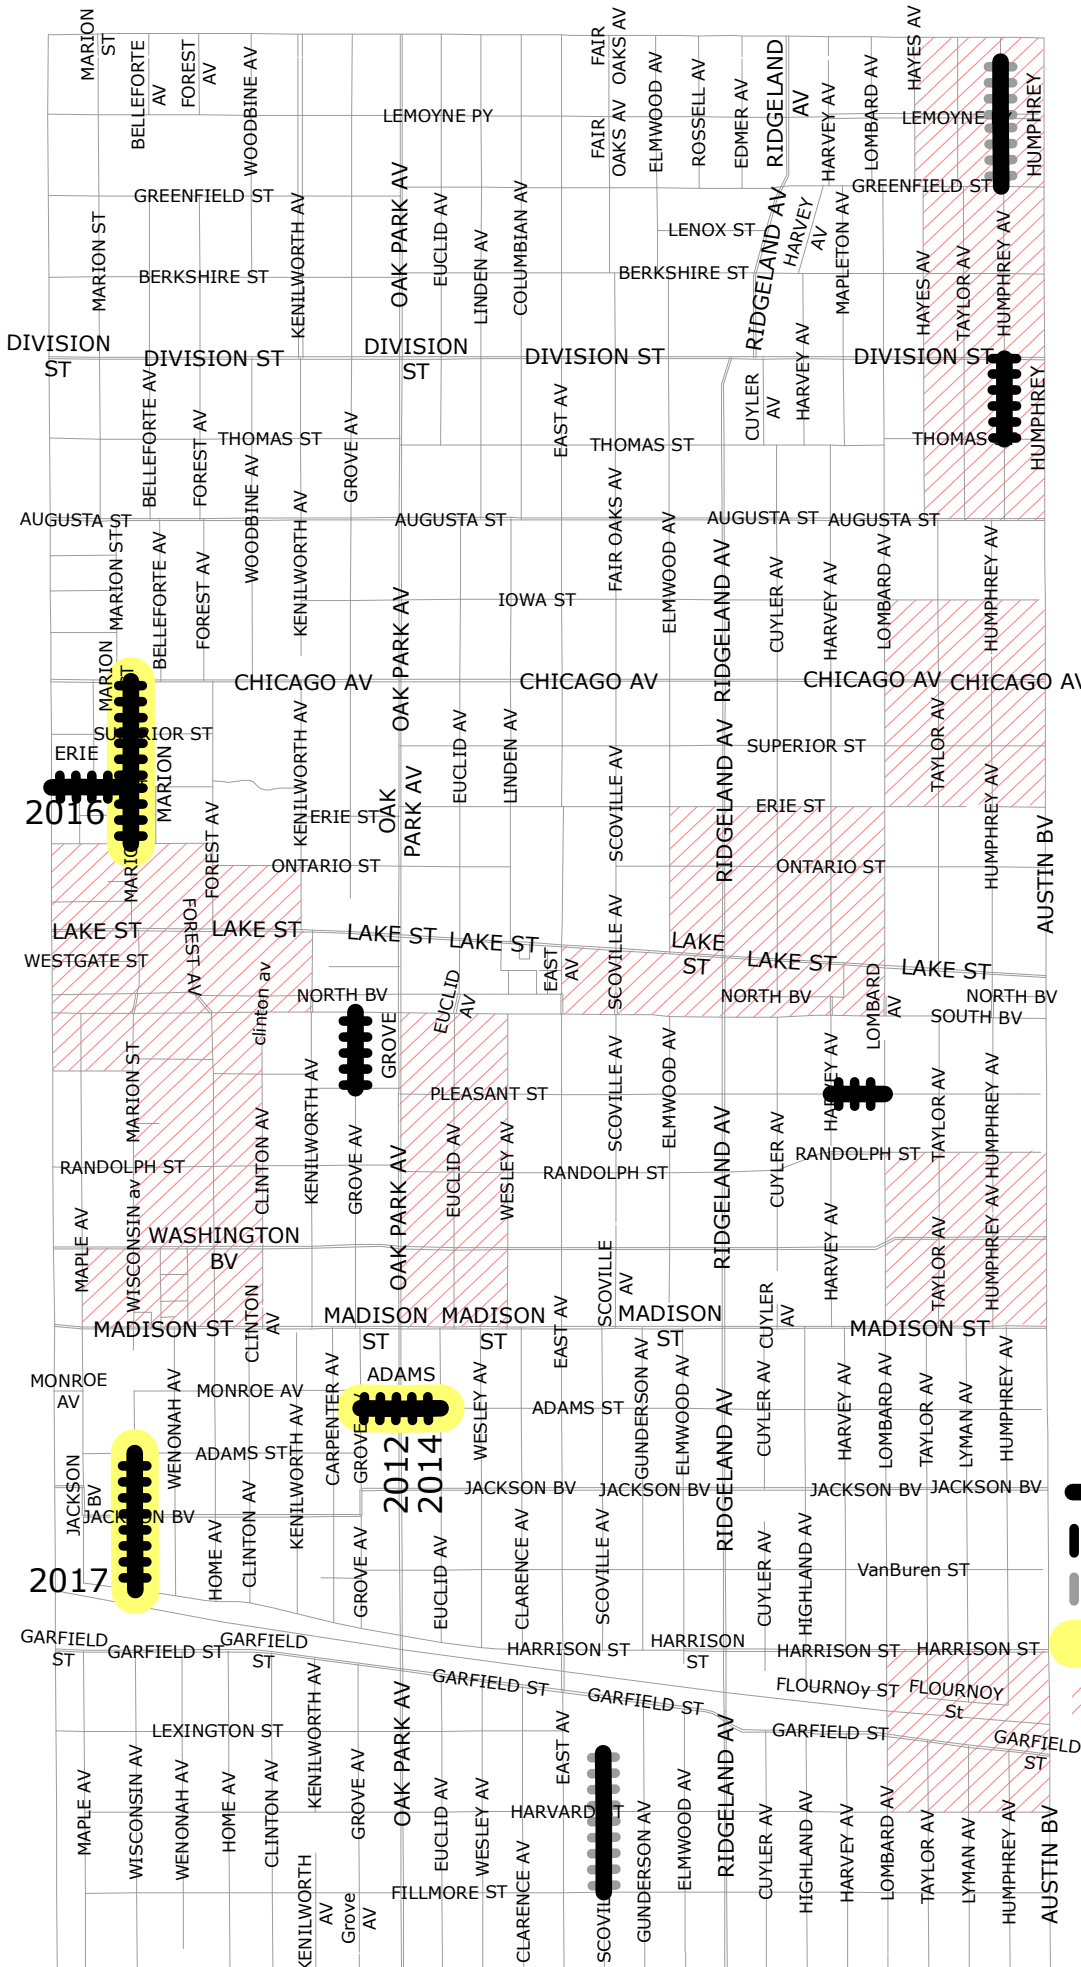 MARION
ST
BELLEFORTE
AV
FOREST
AV
WOODBINE AV
LEMOYNE PY
FAIR
OAKS AV
FAIR
OAKS AV
ELMWOOD AV
ROSSELL AV
EDMER AV
RIDGELAND
AV
HARVEY AV
LOMBARD AV
HAYES AV
LEMOYNE
HUMPHREY
GREENFIELD ST
GREENFIELD ST
MARION ST
KENILWORTH AV
OAK PARK AV
EUCLID AV
LINDEN AV
COLUMBIAN AV
LENOX ST
RIDGELAND AV
HARVEY
AV
MAPLETON AV
HAYES AV
TAYLOR AV
HUMPHREY AV
BERKSHIRE ST
BERKSHIRE ST
DIVISION
ST
DIVISION ST
DIVISION
ST
DIVISION ST
DIVISION ST
BELLEFORTE AV
FOREST AV
THOMAS ST
WOODBINE AV
KENILWORTH AV
GROVE AV
EAST AV
THOMAS ST
FAIR OAKS AV
CUYLER
AV
HARVEY AV
THOMAS
HUMPHREY
AUGUSTA ST
AUGUSTA ST
AUGUSTA ST
AUGUSTA ST
MARION ST
BELLEFORTE AV
FOREST AV
OAK PARK AV
IOWA ST
ELMWOOD AV
RIDGELAND AV
CUYLER AV
HARVEY AV
LOMBARD AV
HUMPHREY AV
MARION
ST
CHICAGO AV
CHICAGO AV
CHICAGO AV
CHICAGO AV
SUPERIOR ST
ERIE
2016
MARION
KENILWORTH AV
EUCLID AV
LINDEN AV
SCOVILLE AV
RIDGELAND AV
SUPERIOR ST
TAYLOR AV
HUMPHREY AV
ERIE ST
OAK
PARK AV
ERIE ST
FOREST AV
ONTARIO ST
ONTARIO ST
AUSTIN BV
MARION
LAKE ST
LAKE ST
LAKE ST
LAKE ST
LAKE
ST
LAKE ST
LAKE ST
WESTGATE ST
FOREST AV
clinton av
NORTH BV
EUCLID
AV
EAST
AV
SCOVILLE AV
NORTH BV
LOMBARD
AV
NORTH BV
SOUTH BV
GROVE
MARION ST
KENILWORTH AV
PLEASANT ST
SCOVILLE AV
ELMWOOD AV
HARVEY AV
TAYLOR AV
HUMPHREY AV
RANDOLPH ST
WISCONSIN av
CLINTON AV
GROVE AV
OAK PARK AV
EUCLID AV
WESLEY AV
RANDOLPH ST
RIDGELAND AV
CUYLER AV
RANDOLPH ST
MAPLE AV
WASHINGTON
BV
SCOVILLE
AV
HARVEY AV
TAYLOR AV
HUMPHREY AV
MADISON ST
CLINTON
AV
MADISON
ST
MADISON
ST
EAST AV
MADISON
ST
CUYLER
AV
MADISON ST
MONROE
AV
WENONAH AV
MONROE AV
CARPENTER AV
ADAMS
GROVE
WESLEY AV
ADAMS ST
GUNDERSON AV
ELMWOOD AV
RIDGELAND AV
CUYLER AV
HARVEY AV
LOMBARD AV
TAYLOR AV
LYMAN AV
HUMPHREY AV
ADAMS ST
KENILWORTH AV
2012
2014
JACKSON
BV
JACKSON BV
JACKSON BV
JACKSON BV
JACKSON BV
JACKSON BV
2017
HOME AV
CLINTON AV
GROVE AV
EUCLID AV
CLARENCE AV
SCOVILLE AV
CUYLER AV
HIGHLAND AV
VanBuren ST
GARFIELD
ST
GARFIELD ST
GARFIELD
ST
HARRISON ST
HARRISON
ST
HARRISON ST
HARRISON ST
GARFIELD ST
GARFIELD ST
FLOURNOy ST
FLOURNOY
St
GARFIELD ST
GARFIELD
ST
LEXINGTON ST
KENILWORTH AV
OAK PARK AV
EAST AV
RIDGELAND AV
MAPLE AV
WISCONSIN AV
WENONAH AV
HOME AV
CLINTON AV
GROVE AV
EUCLID AV
WESLEY AV
HARVARD ST
GUNDERSON AV
ELMWOOD AV
CUYLER AV
HIGHLAND AV
HARVEY AV
LOMBARD AV
TAYLOR AV
LYMAN AV
HUMPHREY AV
AUSTIN BV
KENILWORTH
AV
Grove
AV
FILLMORE ST
CLARENCE AV
SCOVILLE